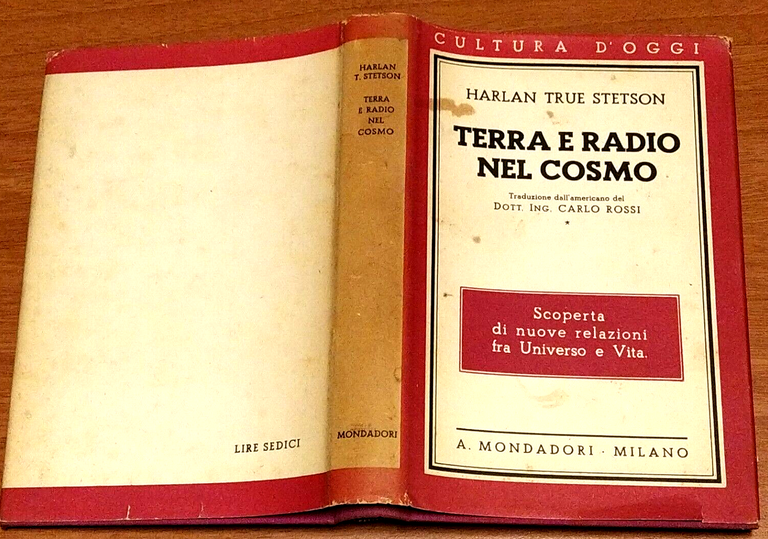 LIRE SEDICI
HARLAN
T. STETSON
TERRA
E RADIO
NEL
COSMO
MONDADORI
CULTURA D'OGGI
HARLAN TRUE STETSON
TERRA E RADIO
NEL COSMO
Traduzione dall'americano del
DOTT. ING. CARLO ROSSI
*
Scoperta
di nuove relazioni
fra Universo e Vita.
A. MONDADORI · MILANO